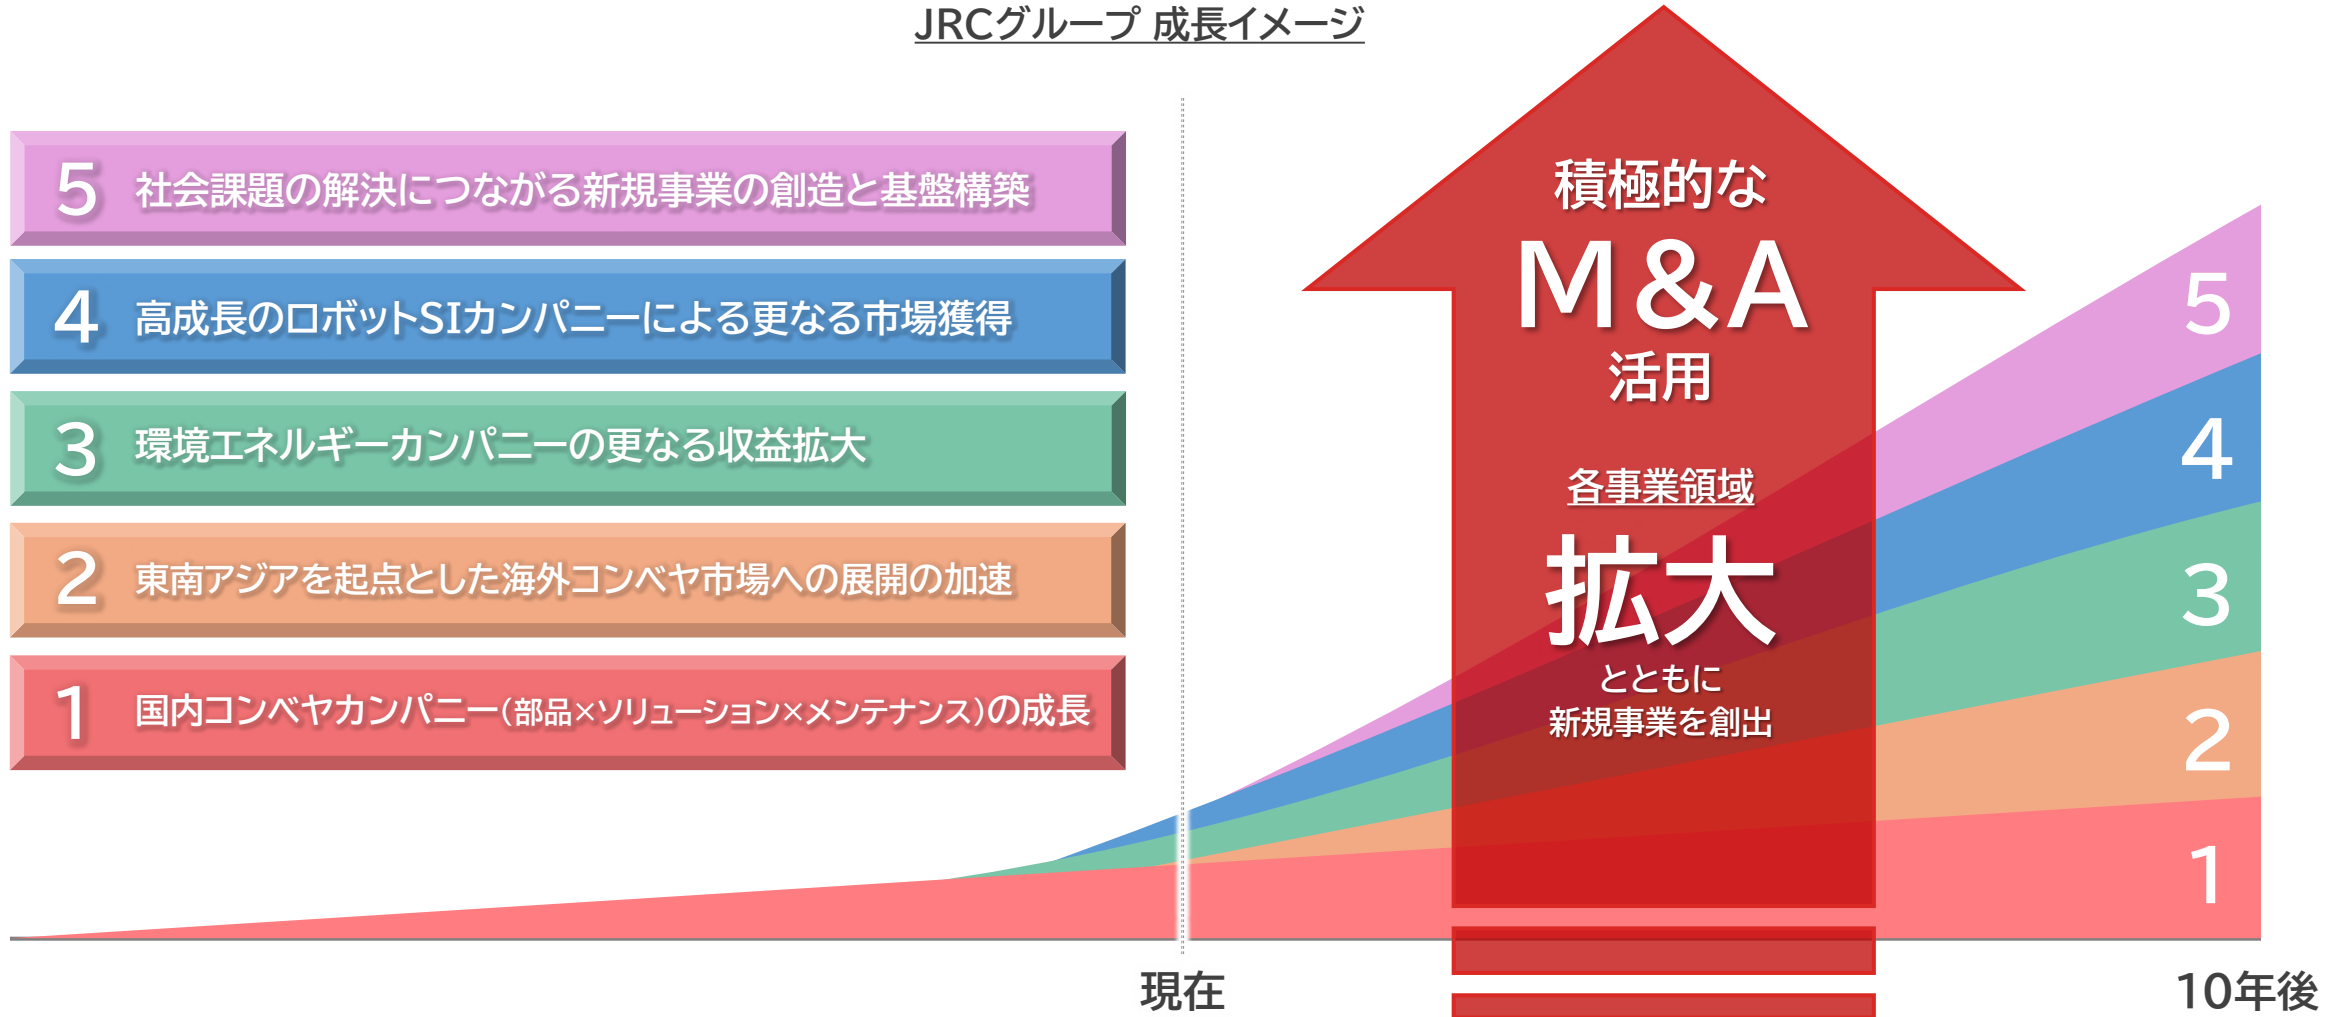 JRCグループ 成長イメージ
5 社会課題の解決につながる新規事業の創造と基盤構築
4 高成長のロボットSIカンパニーによる更なる市場獲得
3 環境エネルギーカンパニーの更なる収益拡大
2 東南アジアを起点とした海外コンベヤ市場への展開の加速
1 国内コンベヤカンパニー(部品×ソリューション×メンテナンス)の成長
積極的な
M&A
活用
各事業領域
拡大
とともに
新規事業を創出
5
4
3
2
1
現在
10年後